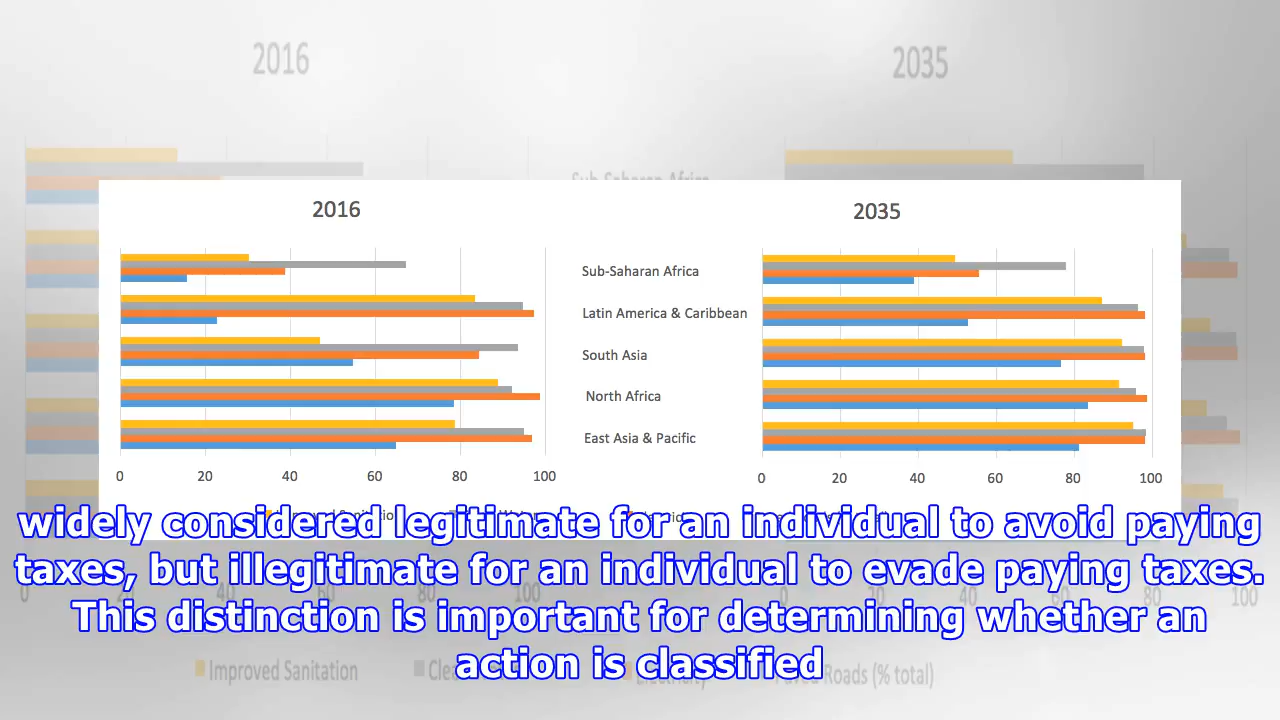 2016
2035
2016
2035
Sub-Saharan Africa
Latin America & Caribbean
South Asia
North Africa
East Asia & Pacific
0 20 40 60 80 100
0 20 40 60 80 100
widely considered legitimate for an individual to avoid paying
taxes, but illegitimate for an individual to evade paying taxes.
This distinction is important for determining whether an
action is classified
Improved Sanitation
Electricity
Roads (% total)